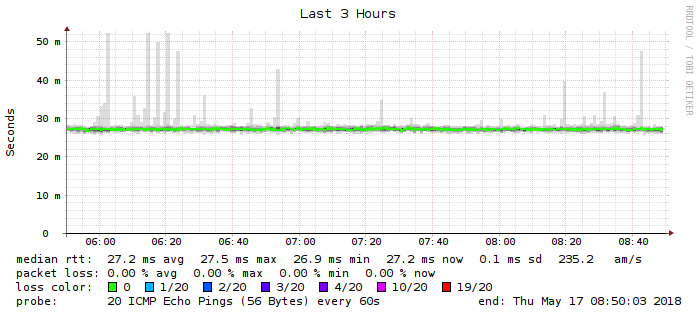 Last 3 Hours
RRDTOOL / TOBI OETIKER
Seconds
50 m
40 m
30 m
20 m
10 m
0
06:00 06:20 06:40 07:00 07:20 07:40 08:00 08:20 08:40
median rtt: 27.2 ms avg 27.5 ms max 26.9 ms min 27.2 ms now 0.1 ms sd 235.2 am/s
packet loss: 0.00 % avg 0.00 % max 0.00 % min 0.00 % now
loss color: 0 1/20 2/20 3/20 4/20 10/20 19/20
probe: 20 ICMP Echo Pings (56 Bytes) every 60s end: Thu May 17 08:50:03 2018